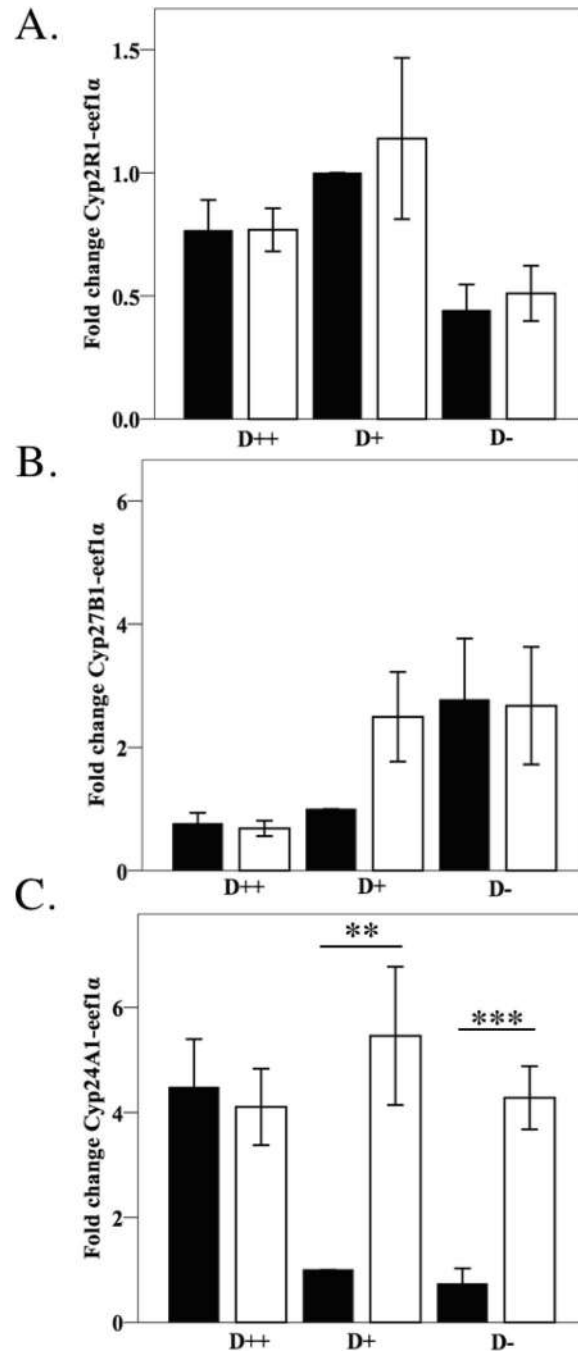 A.
Fold change Cyp2R1-eef1α
1.5
1.0
0.5
0.0
D++ D+ D-
B.
Fold change Cyp27B1-eef1α
6
4
2
0
D++ D+ D-
C.
Fold change Cyp24A1-eef1α
6
4
2
0
**
***
D++ D+ D-